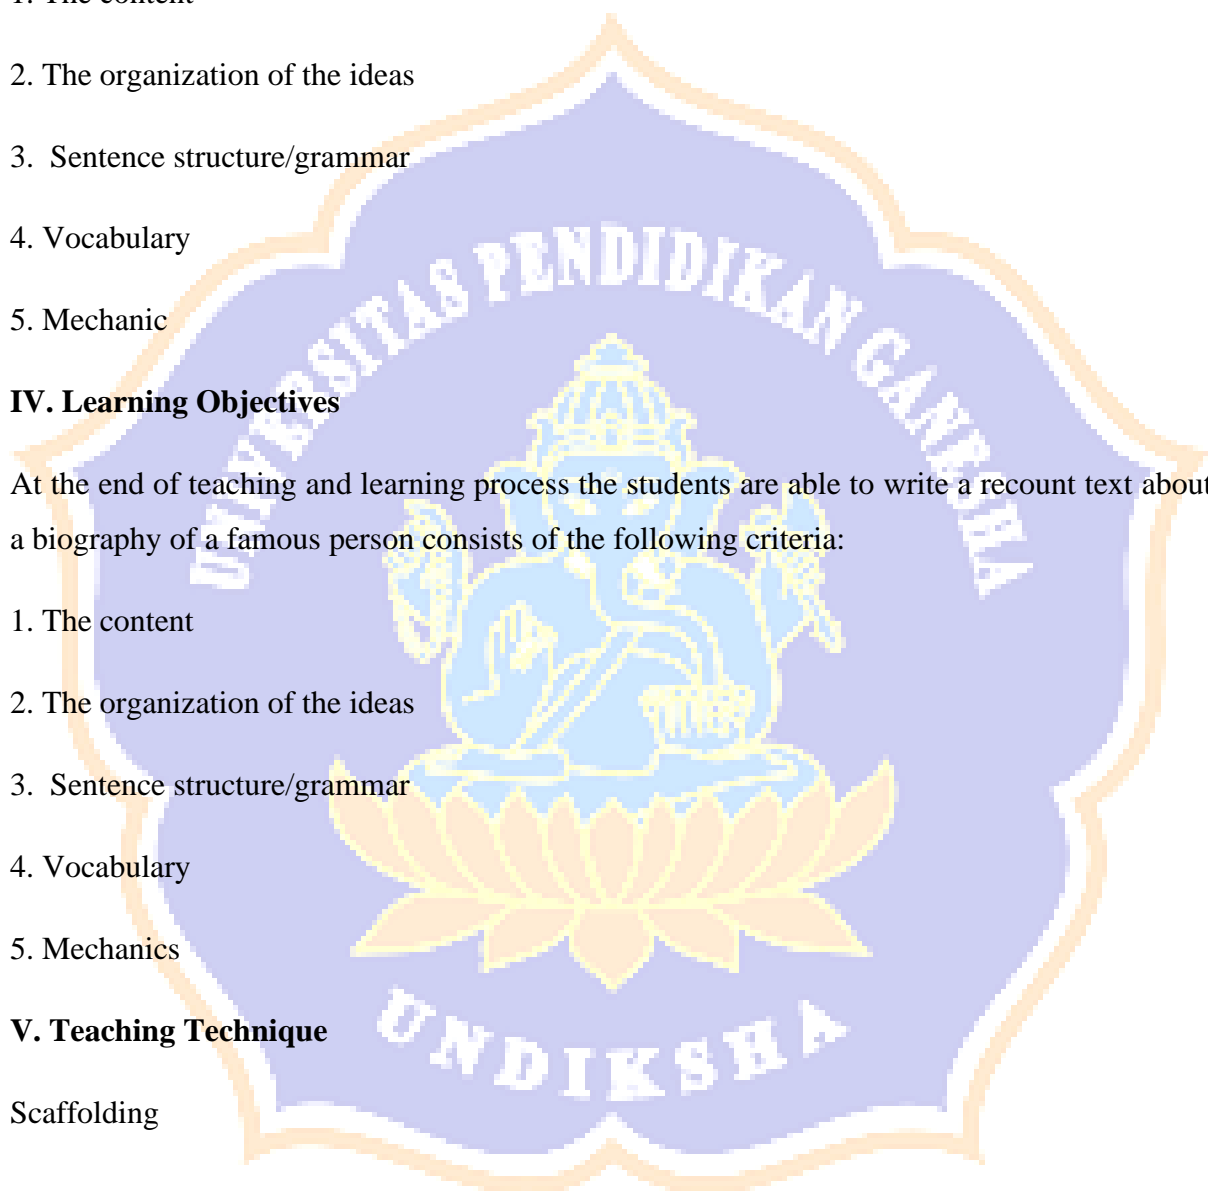 1. The content
2. The organization of the ideas
3. Sentence structure/grammar
4. Vocabulary
5. Mechanic
IV. Learning Objectives
At the end of teaching and learning process the students are able to write a recount text about
a biography of a famous person consists of the following criteria:
1. The content
2. The organization of the ideas
3. Sentence structure/grammar
4. Vocabulary
5. Mechanics
V. Teaching Technique
Scaffolding
UNIVERSITAS PENDIDIKAN GANESHA
UNDIKSHA